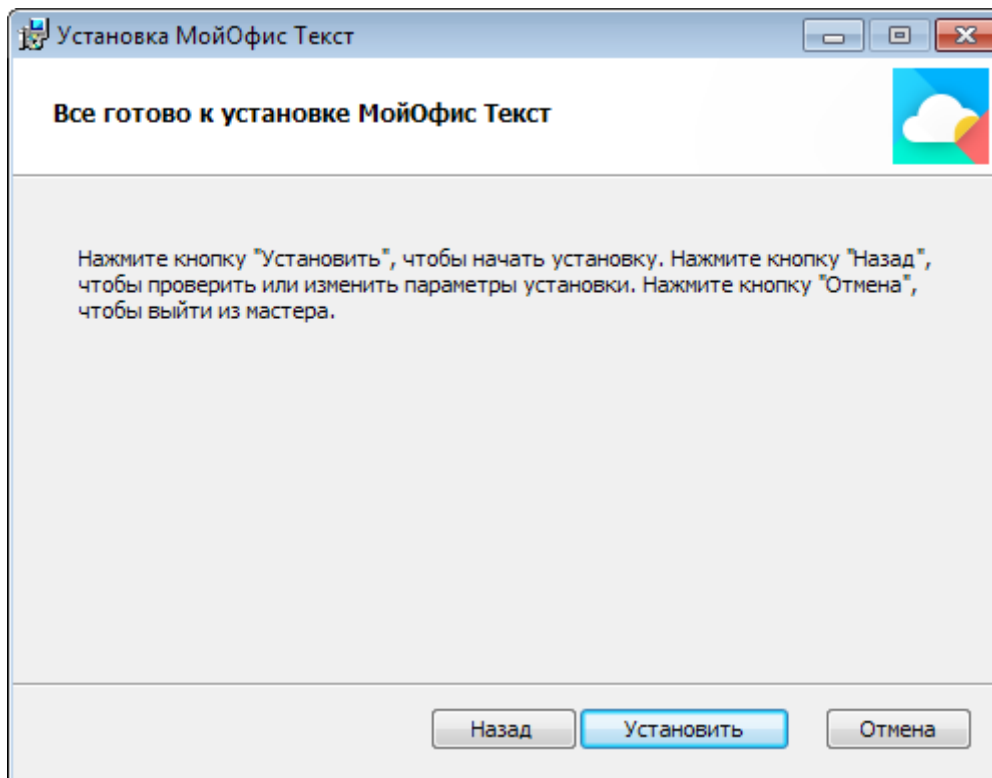 Установка МойОфис Текст
Все готово к установке МойОфис Текст
Нажмите кнопку "Установить", чтобы начать установку. Нажмите кнопку "Назад",
чтобы проверить или изменить параметры установки. Нажмите кнопку "Отмена",
чтобы выйти из мастера.
Назад
Установить
Отмена